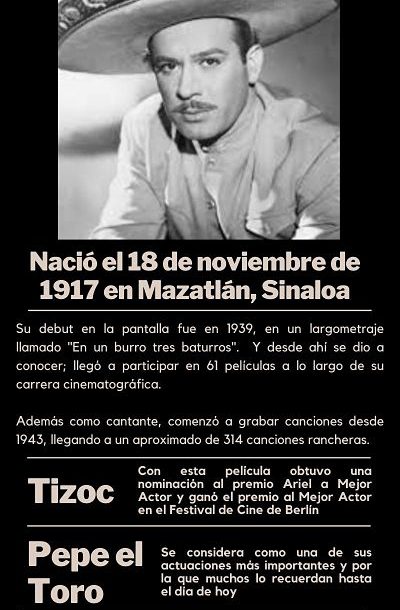 Nació el 18 de noviembre de
1917 en Mazatlán, Sinaloa
Su debut en la pantalla fue en 1939, en un largometraje
llamado "En un burro tres baturros". Y desde ahí se dio a
conocer; llegó a participar en 61 películas a lo largo de su
carrera cinematográfica.
Además como cantante, comenzó a grabar canciones desde
1943, llegando a un aproximado de 314 canciones rancheras.
Tizoc
Con esta película obtuvo una
nominación al premio Ariel a Mejor
Actor y ganó el premio al Mejor Actor
en el Festival de Cine de Berlín
Pepe el
Toro
Se considera como una de sus
actuaciones más importantes y por
la que muchos lo recuerdan hasta
el día de hoy